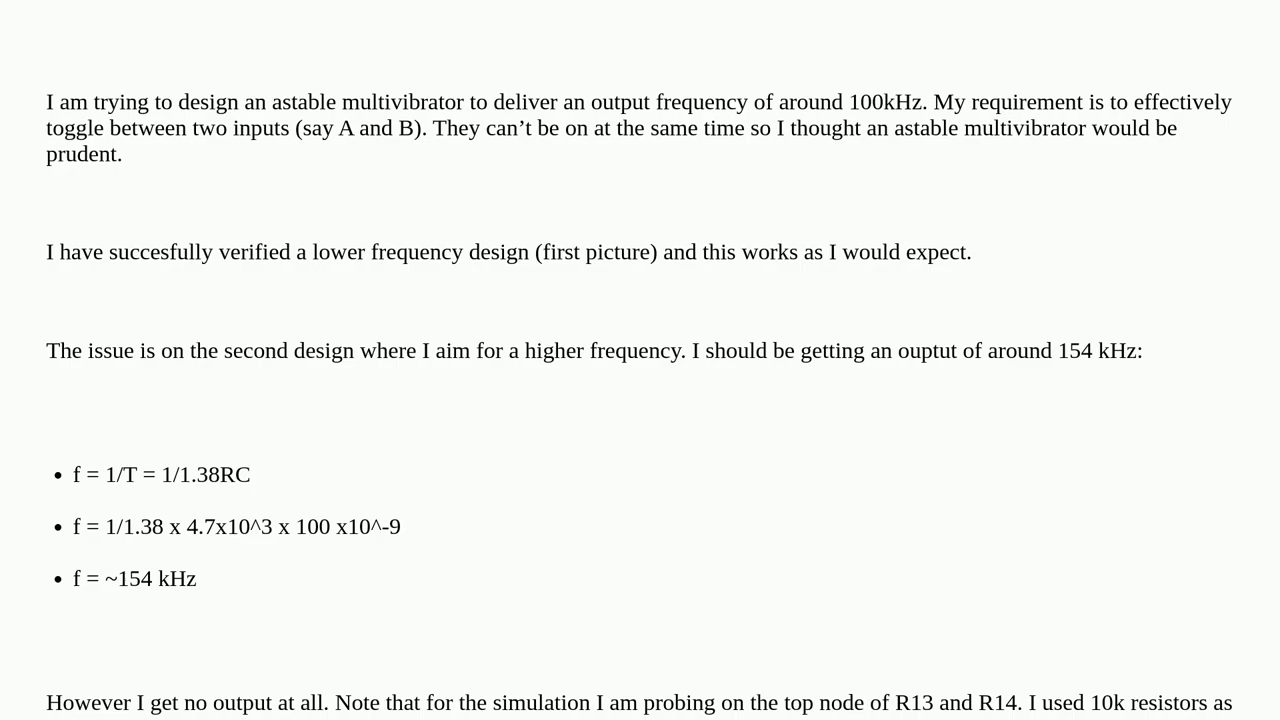 I am trying to design an astable multivibrator to deliver an output frequency of around 100kHz. My requirement is to effectively
toggle between two inputs (say A and B). They can’t be on at the same time so I thought an astable multivibrator would be
prudent.
I have succesfully verified a lower frequency design (first picture) and this works as I would expect.
The issue is on the second design where I aim for a higher frequency. I should be getting an ouptut of around 154 kHz:
• f = 1/T = 1/1.38RC
• f = 1/1.38 x 4.7x10^3 x 100 x10^-9
• f = ~154 kHz
However I get no output at all. Note that for the simulation I am probing on the top node of R13 and R14. I used 10k resistors as